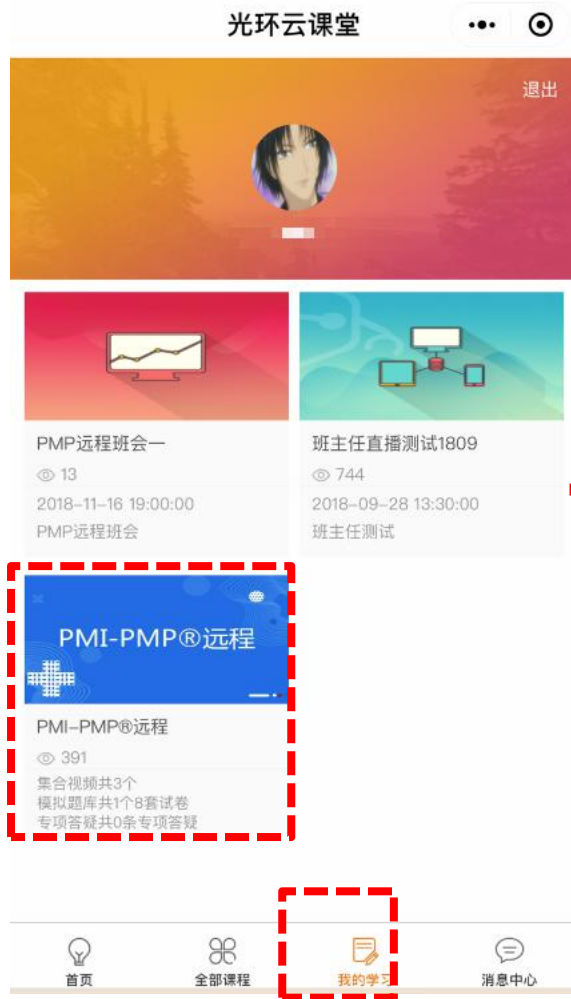 光环云课堂
退出
PMP远程班会一
13
2018-11-16 19:00:00
PMP远程班会
班主任直播测试1809
744
2018-09-28 13:30:00
班主任测试
PMI-PMP®远程
PMI-PMP®远程
391
集合视频共3个
模拟题库共1个8套试卷
专项答疑共0条专项答疑
首页
全部课程
我的学习
消息中心